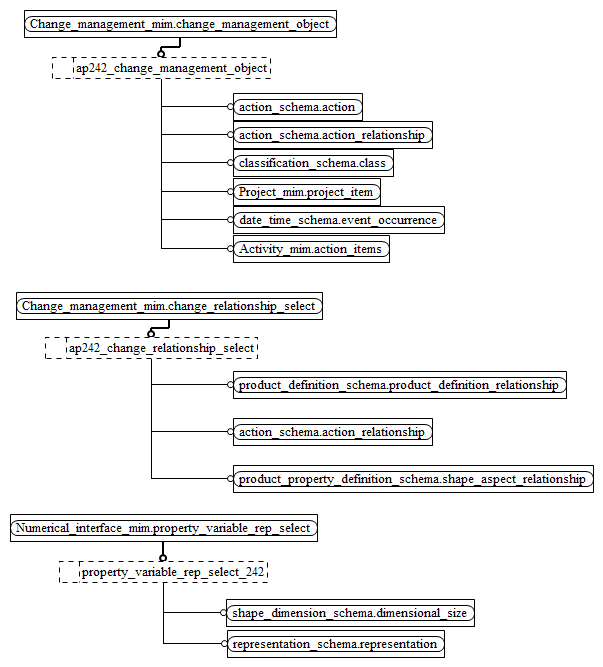 Change_management_mim.change_management_object
ap242_change_management_object
action_schema.action
action_schema.action_relationship
classification_schema.class
Project_mim.project_item
date_time_schema.event_occurrence
Activity_mim.action_items
Change_management_mim.change_relationship_select
ap242_change_relationship_select
product_definition_schema.product_definition_relationship
action_schema.action_relationship
product_property_definition_schema.shape_aspect_relationship
Numerical_interface_mim.property_variable_rep_select
property_variable_rep_select_242
shape_dimension_schema.dimensional_size
representation_schema.representation